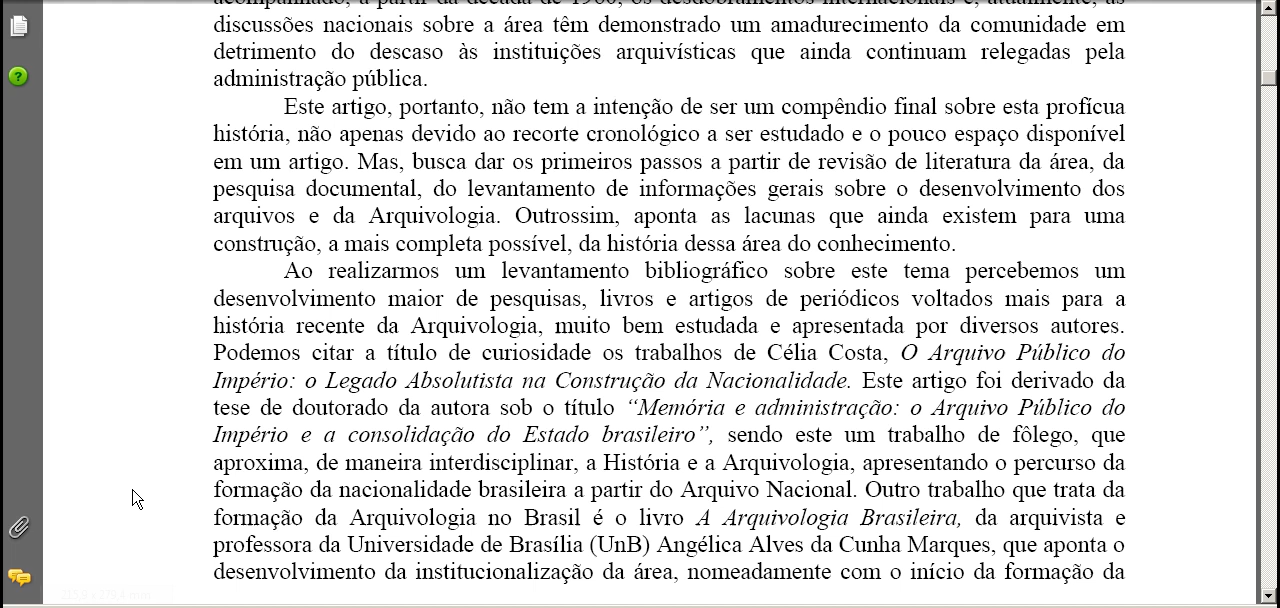 acompanhado, a partir da década de 1960, os desdobramentos internacionais e, atualmente, as
discussões nacionais sobre a área têm demonstrado um amadurecimento da comunidade em
detrimento do descaso às instituições arquivísticas que ainda continuam relegadas pela
administração pública.
Este artigo, portanto, não tem a intenção de ser um compêndio final sobre esta profícua
história, não apenas devido ao recorte cronológico a ser estudado e o pouco espaço disponível
em um artigo. Mas, busca dar os primeiros passos a partir de revisão de literatura da área, da
pesquisa documental, do levantamento de informações gerais sobre o desenvolvimento dos
arquivos e da Arquivologia. Outrossim, aponta as lacunas que ainda existem para uma
construção, a mais completa possível, da história dessa área do conhecimento.
Ao realizarmos um levantamento bibliográfico sobre este tema percebemos um
desenvolvimento maior de pesquisas, livros e artigos de periódicos voltados mais para a
história recente da Arquivologia, muito bem estudada e apresentada por diversos autores.
Podemos citar a título de curiosidade os trabalhos de Célia Costa, O Arquivo Público do
Império: o Legado Absolutista na Construção da Nacionalidade. Este artigo foi derivado da
tese de doutorado da autora sob o título “Memória e administração: o Arquivo Público do
Império e a consolidação do Estado brasileiro”, sendo este um trabalho de fôlego, que
aproxima, de maneira interdisciplinar, a História e a Arquivologia, apresentando o percurso da
formação da nacionalidade brasileira a partir do Arquivo Nacional. Outro trabalho que trata da
formação da Arquivologia no Brasil é o livro A Arquivologia Brasileira, da arquivista e
professora da Universidade de Brasília (UnB) Angélica Alves da Cunha Marques, que aponta o
desenvolvimento da institucionalização da área, nomeadamente com o início da formação da